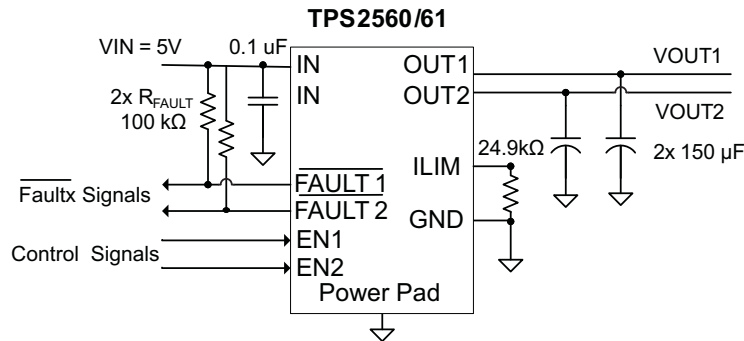 TPS2560/61
VIN = 5V
0.1 uF
IN
IN
OUT1
OUT2
VOUT1
VOUT2
2x RFAULT
100 kΩ
24.9kΩ
2x 150 µF
ILIM
Faultx Signals
FAULT 1
FAULT 2
GND
Control Signals
EN1
EN2
Power Pad